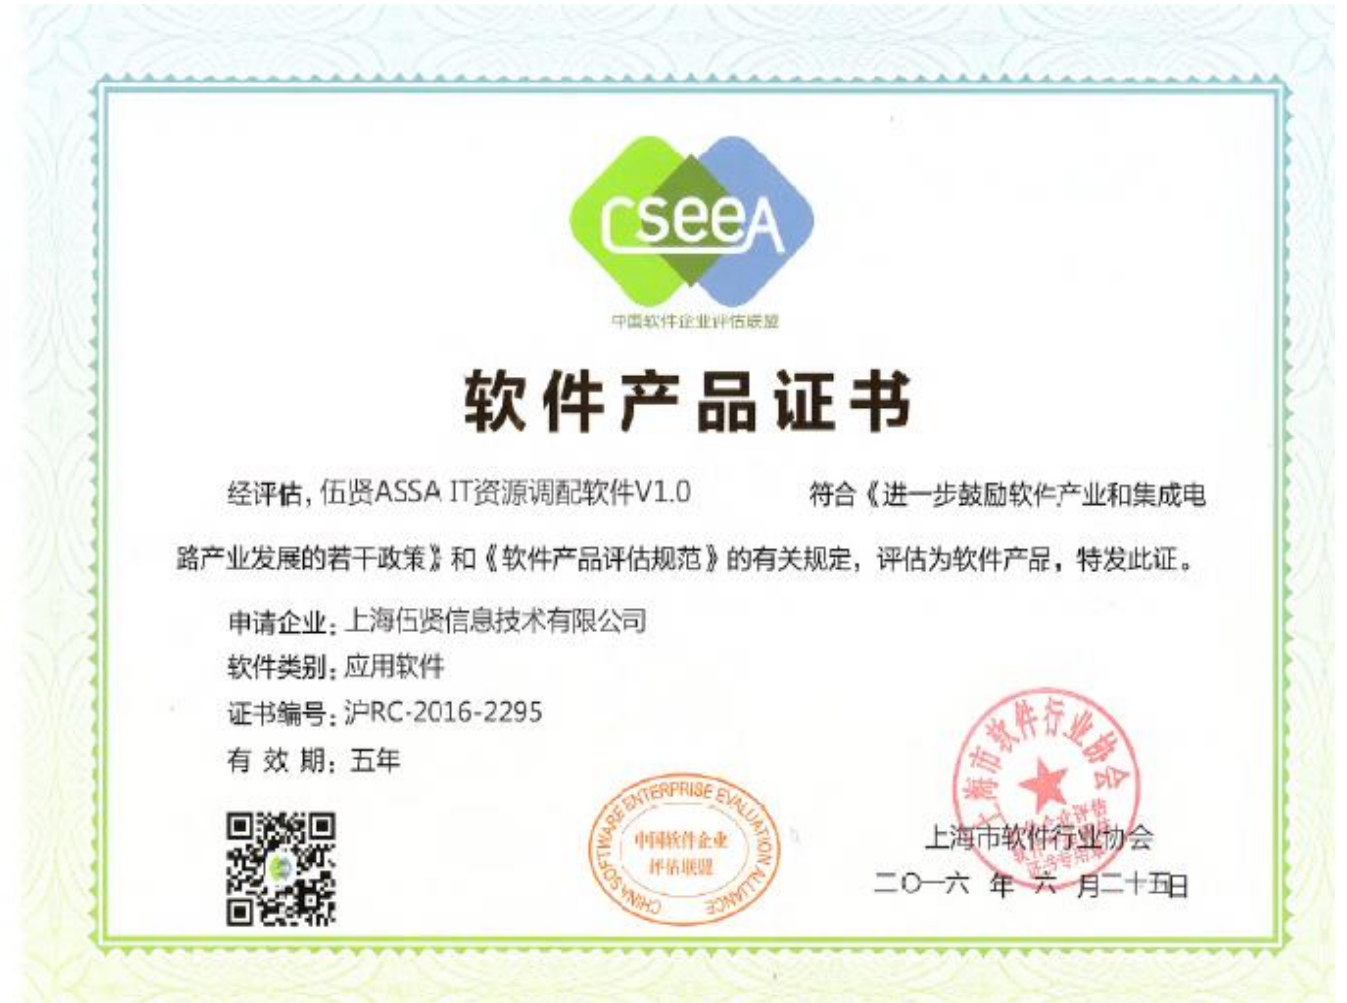 CseeA
中国软件企业评估联盟
软件产品证书
经评估, 伍贤ASSA IT资源调配软件V1.0 符合《进一步鼓励软件产业和集成电
路产业发展的若干政策》和《软件产品评估规范》的有关规定，评估为软件产品，特发此证。
申请企业: 上海伍贤信息技术有限公司
软件类别: 应用软件
证书编号: 沪RC-2016-2295
有 效 期: 五年
CHINA SOFTWARE ENTERPRISE EVALUATION ALLIANCE
中国软件企业
评估联盟
上海市软件行业协会
上海市软件行业协会
二〇一六 年 六 月二十五日